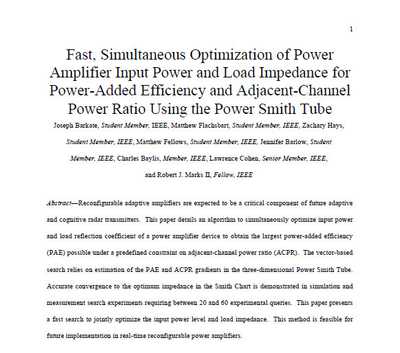 1
Fast, Simultaneous Optimization of Power
Amplifier Input Power and Load Impedance for
Power-Added Efficiency and Adjacent-Channel
Power Ratio Using the Power Smith Tube
Joseph Barkate, Student Member, IEEE, Matthew Flachsbart, Student Member, IEEE, Zachary Hays,
Student Member, IEEE, Matthew Fellows, Student Member, IEEE, Jennifer Barlow, Student
Member, IEEE, Charles Baylis, Member, IEEE, Lawrence Cohen, Senior Member, IEEE,
and Robert J. Marks II, Fellow, IEEE
Abstract—Reconfigurable adaptive amplifiers are expected to be a critical component of future adaptive
and cognitive radar transmitters. This paper details an algorithm to simultaneously optimize input power
and load reflection coefficient of a power amplifier device to obtain the largest power-added efficiency
(PAE) possible under a predefined constraint on adjacent-channel power ratio (ACPR). The vector-based
search relies on estimation of the PAE and ACPR gradients in the three-dimensional Power Smith Tube.
Accurate convergence to the optimum impedance in the Smith Chart is demonstrated in simulation and
measurement search experiments requiring between 20 and 60 experimental queries. This paper presents
a fast search to jointly optimize the input power level and load impedance. This method is feasible for
future implementation in real-time reconfigurable power amplifiers.